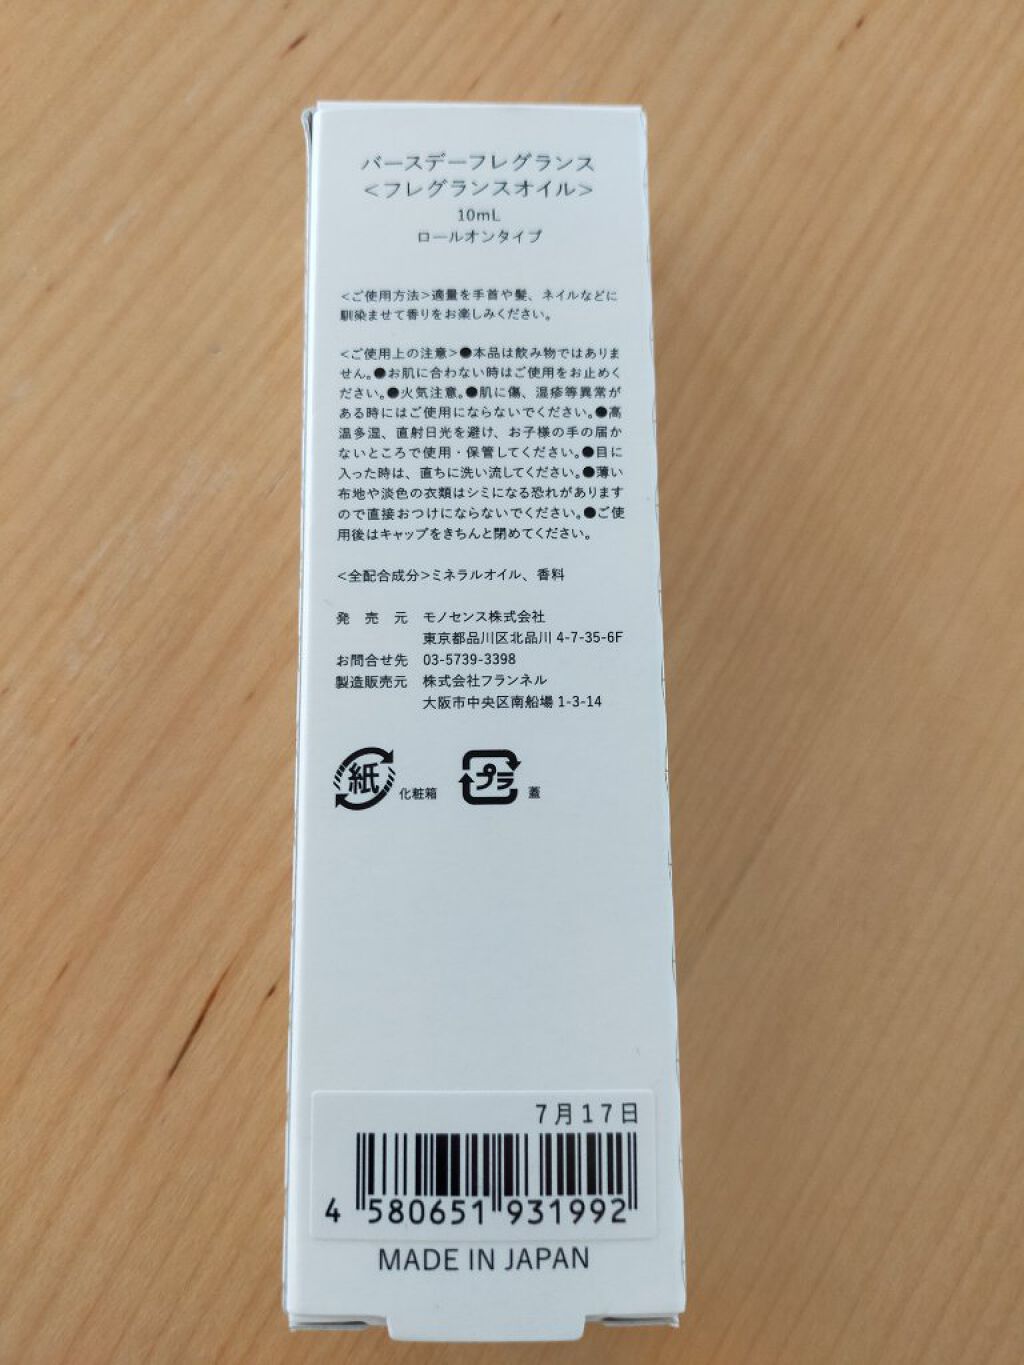 バースデーフレグランス
<フレグランスオイル>
10mL
ロールオンタイプ
<ご使用方法>適量を手首や髪、ネイルなどに
馴染ませて香りをお楽しみください。
<ご使用上の注意>●本品は飲み物ではありま
せん。●お肌に合わない時はご使用をお止めく
ださい。●火気注意。●肌に傷、湿疹等異常が
ある時にはご使用にならないでください。●高
温多湿、直射日光を避け、お子様の手の届か
ないところで使用・保管してください。●目に
入った時は、直ちに洗い流してください。●薄い
布地や淡色の衣類はシミになる恐れがあります
ので直接おつけにならないでください。●ご使
用後はキャップをきちんと閉めてください。
<全配合成分>ミネラルオイル、香料
発売元 モノセンス株式会社
東京都品川区北品川 4-7-35-6F
お問合せ先 03-5739-3398
製造販売元 株式会社フランネル
大阪市中央区南船場 1-3-14
紙 化粧箱 プラ 蓋
7月17日
4 580651 931992
MADE IN JAPAN